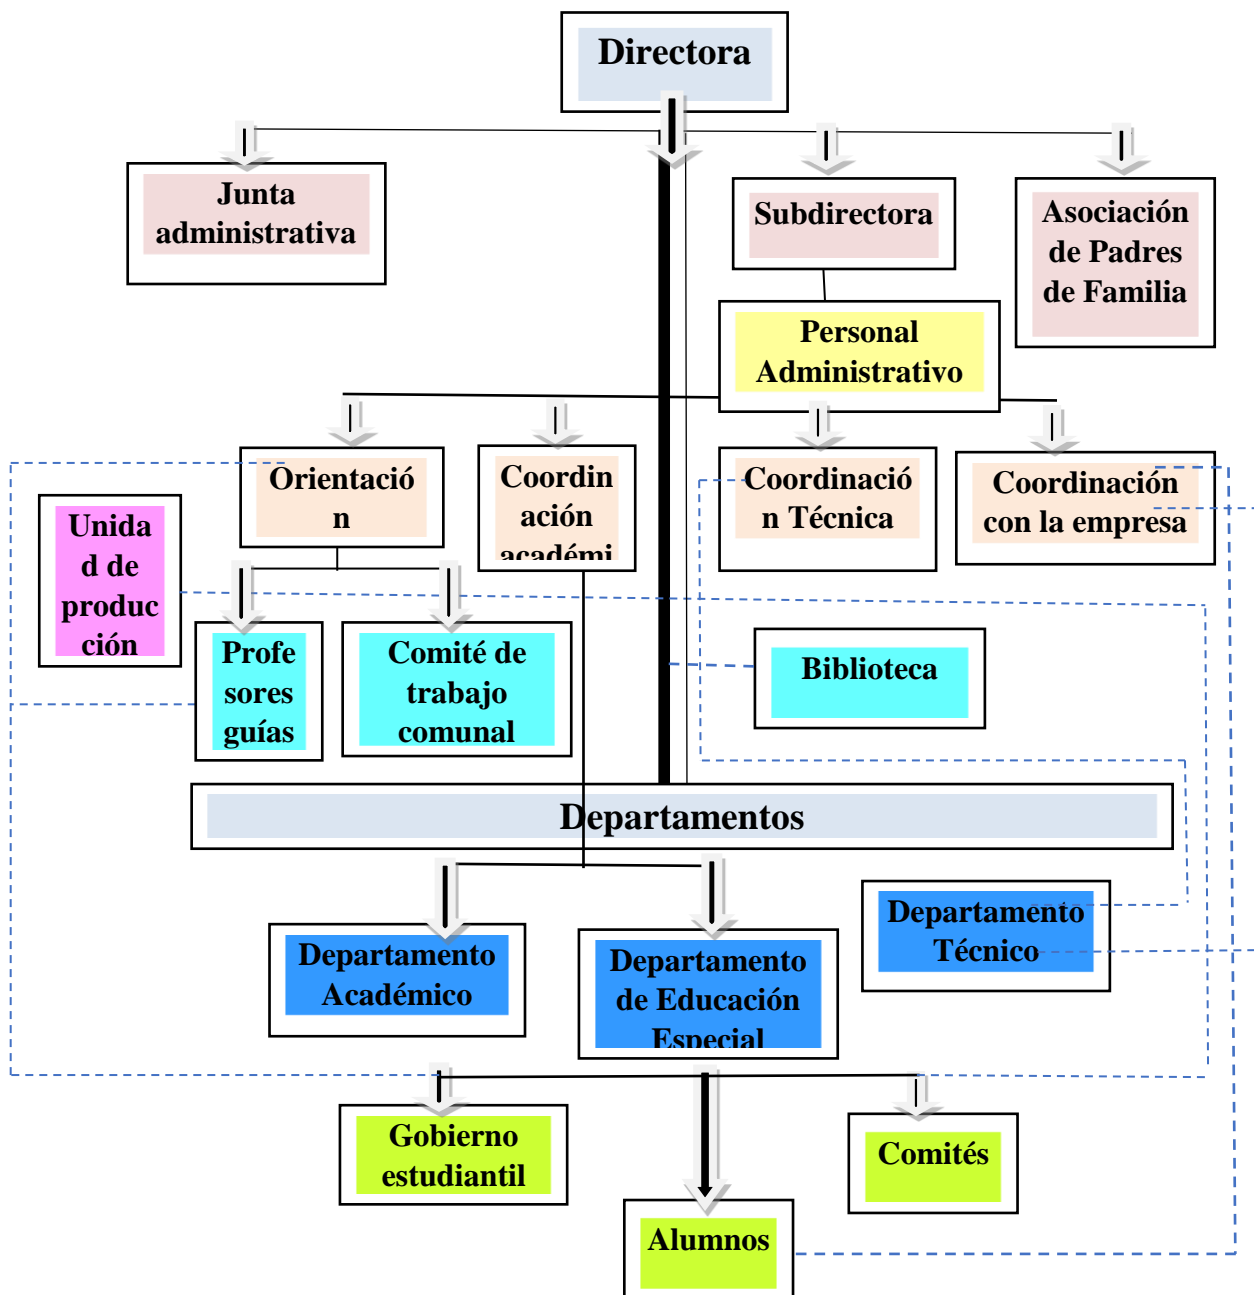 Directora
Junta
administrativa
Subdirectora
Asociación
de Padres
de Familia
Personal
Administrativo
Orientació
n
Coordin
ación
académi
Coordinació
n Técnica
Coordinación
con la empresa
Unida
d de
produc
ción
Profe
sores
guías
Comité de
trabajo
comunal
Biblioteca
Departamentos
Departamento
Académico
Departamento
de Educación
Especial
Departamento
Técnico
Gobierno
estudiantil
Comités
Alumnos